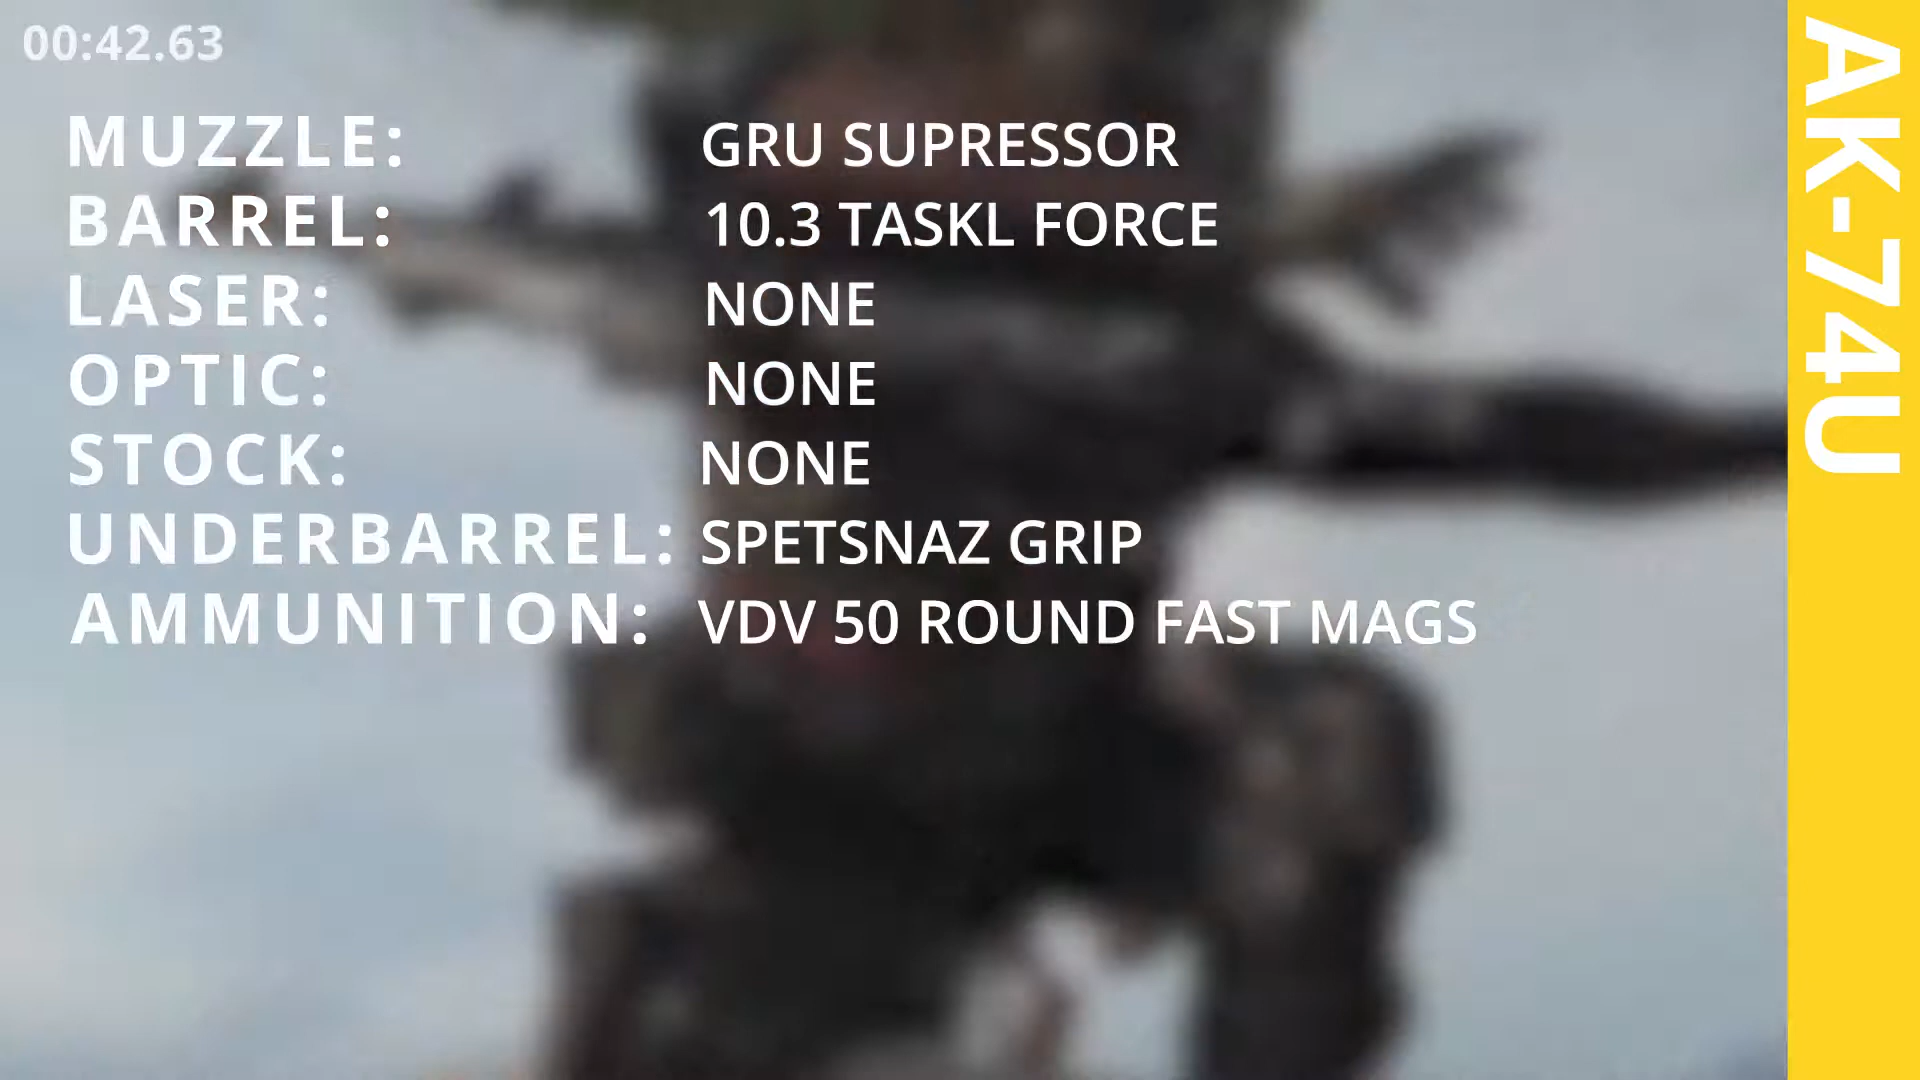 00:42.63
MUZZLE: GRU SUPRESSOR
BARREL: 10.3 TASKL FORCE
LASER: NONE
OPTIC: NONE
STOCK: NONE
UNDERBARREL: SPETSNAZ GRIP
AMMUNITION: VDV 50 ROUND FAST MAGS
AK-74U